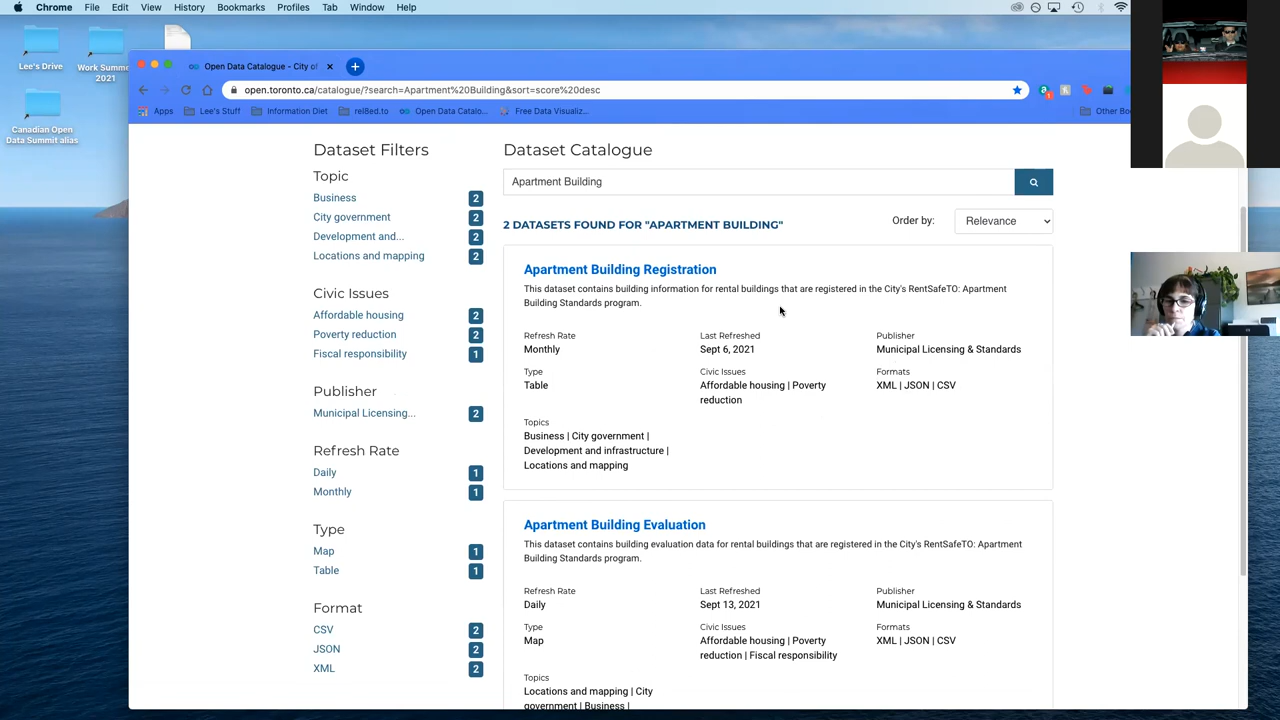 Chrome File Edit View History Bookmarks Profiles Tab Window Help
Lee's Drive
Work Summe
2021
Canadian Open
Data Summit alias
Open Data Catalogue - City of
open.toronto.ca/catalogue/?search=Apartment%20Building&sort=score%20desc
Apps Lee's Stuff Information Diet rel8ed.to Open Data Catalo... Free Data Visualiz... Other Bo
Dataset Filters
Topic
Business 2
City government 2
Development and... 2
Locations and mapping 2
Civic Issues
Affordable housing 2
Poverty reduction 2
Fiscal responsibility 1
Publisher
Municipal Licensing... 2
Refresh Rate
Daily 1
Monthly 1
Type
Map 1
Table 1
Format
CSV 2
JSON 2
XML 2
Dataset Catalogue
Apartment Building
2 DATASETS FOUND FOR "APARTMENT BUILDING"
Order by: Relevance
Apartment Building Registration
This dataset contains building information for rental buildings that are registered in the City's RentSafeTO: Apartment
Building Standards program.
Refresh Rate Last Refreshed Publisher
Monthly Sept 6, 2021 Municipal Licensing & Standards
Type Civic Issues Formats
Table Affordable housing | Poverty XML | JSON | CSV
reduction
Topics
Business | City government |
Development and infrastructure |
Locations and mapping
Apartment Building Evaluation
This dataset contains building evaluation data for rental buildings that are registered in the City's RentSafeTO: Apartment
Building Standards program.
Refresh Rate Last Refreshed Publisher
Daily Sept 13, 2021 Municipal Licensing & Standards
Type Civic Issues Formats
Map Affordable housing | Poverty XML | JSON | CSV
reduction | Fiscal responsibility
Topics
Locations and mapping | City
government | Business |